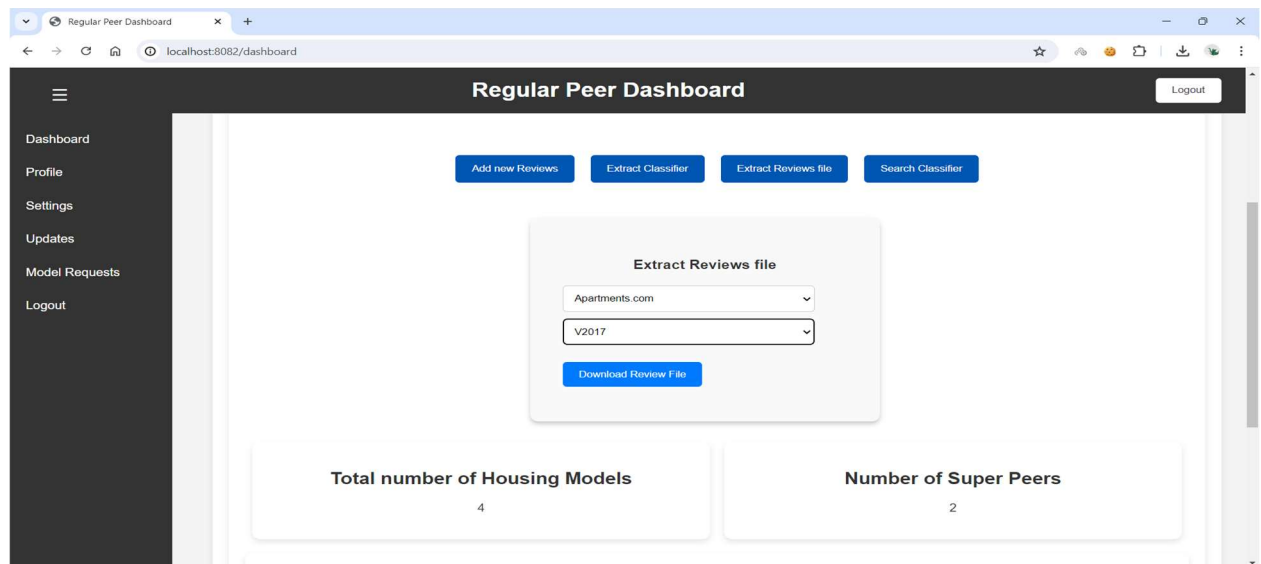 Regular Peer Dashboard
localhost:8082/dashboard
Regular Peer Dashboard
Logout
Dashboard
Profile
Settings
Updates
Model Requests
Logout
Add new Reviews Extract Classifier Extract Reviews file Search Classifier
Extract Reviews file
Apartments.com
V2017
Download Review File
Total number of Housing Models
4
Number of Super Peers
2